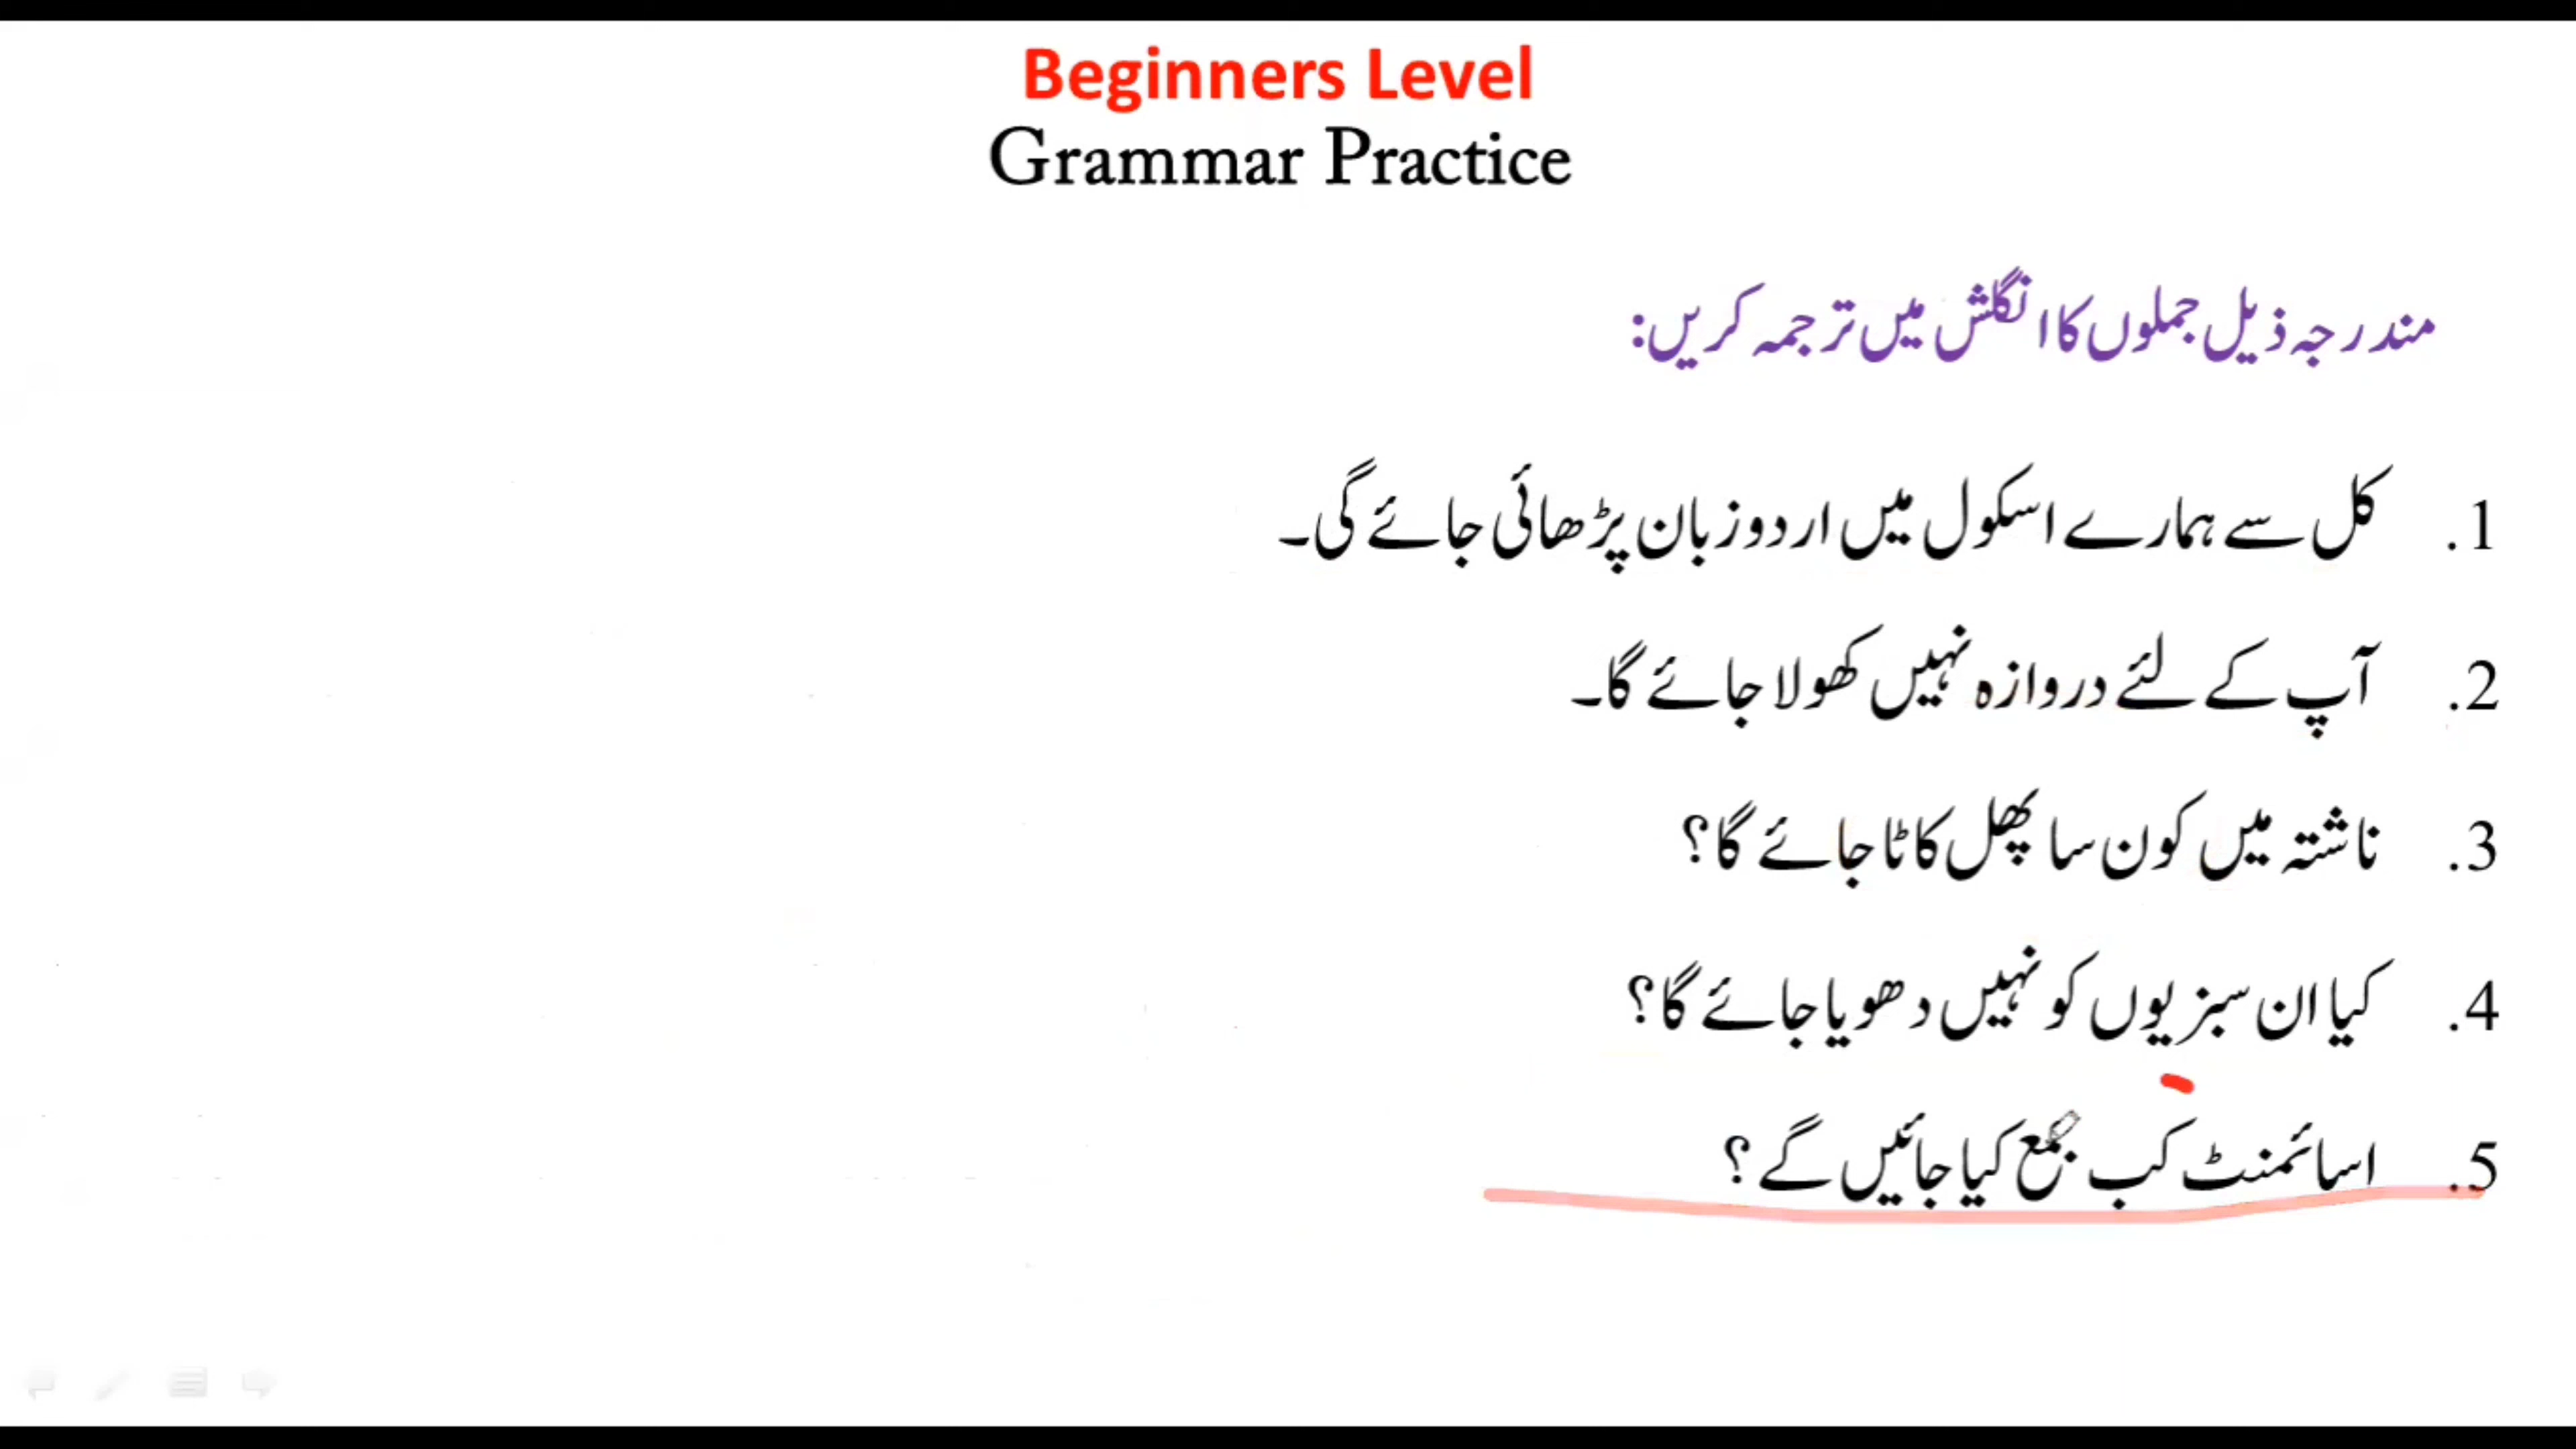 Beginners Level
Grammar Practice
مندرجہ ذیل جملوں کا انگلش میں ترجمہ کریں:
1. کل سے ہمارے اسکول میں اردو زبان پڑھائی جائے گی۔
2. آپ کے لئے دروازہ نہیں کھولا جائے گا۔
3. ناشتہ میں کون سا پھل کاٹا جائے گا؟
4. کیا ان سبزیوں کو نہیں دھویا جائے گا؟
5. اسائمنٹ کب جمع کیا جائیں گے ؟